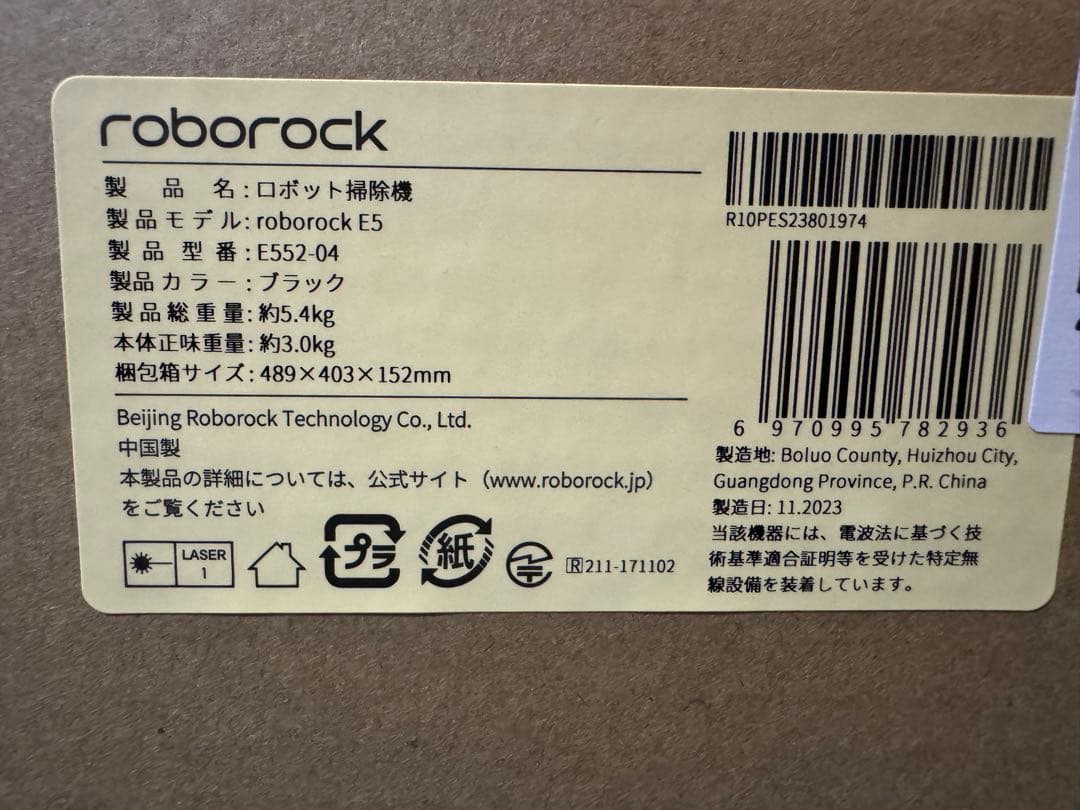 roborock
製品名:ロボット掃除機
製品モデル:roborock E5
製品型番:E552-04
製品カラー:ブラック
製品総重量:約5.4kg
本体正味重量:約3.0kg
梱包箱サイズ:489×403×152mm
Beijing Roborock Technology Co., Ltd.
中国製
本製品の詳細については、公式サイト（www.roborock.jp）
をご覧ください
LASER
1
プラ
紙
R 211-171102
R10PES23801974
6 970995 782936
製造地: Boluo County, Huizhou City,
Guangdong Province, P.R. China
製造日: 11.2023
当該機器には、電波法に基づく技
術基準適合証明等を受けた特定無
線設備を装着しています。